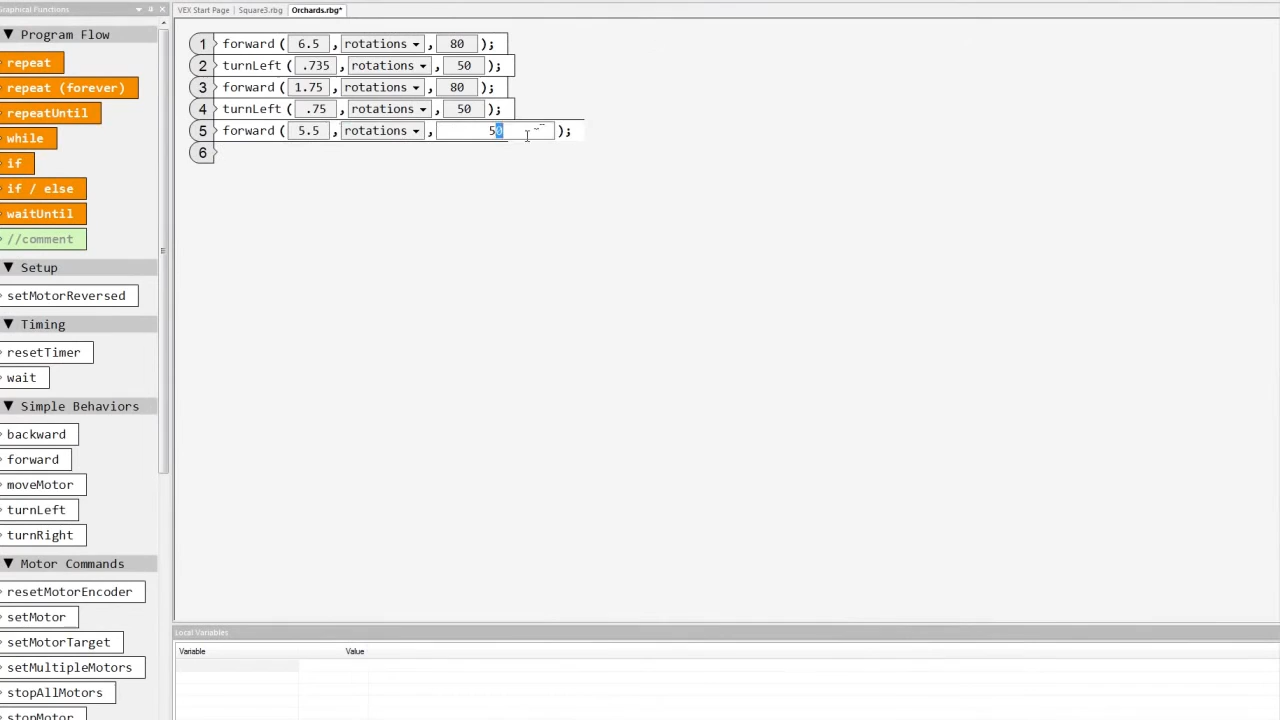 Graphical Functions
VEX Start Page Square3.rbg Orchards.rbg*
Program Flow
repeat
repeat (forever)
repeatUntil
while
if
if / else
waitUntil
//comment
Setup
setMotorReversed
Timing
resetTimer
wait
Simple Behaviors
backward
forward
moveMotor
turnLeft
turnRight
Motor Commands
resetMotorEncoder
setMotor
setMotorTarget
setMultipleMotors
stopAllMotors
stopMotor
1 forward ( 6.5 , rotations , 80 );
2 turnLeft ( .735 , rotations , 50 );
3 forward ( 1.75 , rotations , 80 );
4 turnLeft ( .75 , rotations , 50 );
5 forward ( 5.5 , rotations , 50 );
6
Local Variables
Variable Value